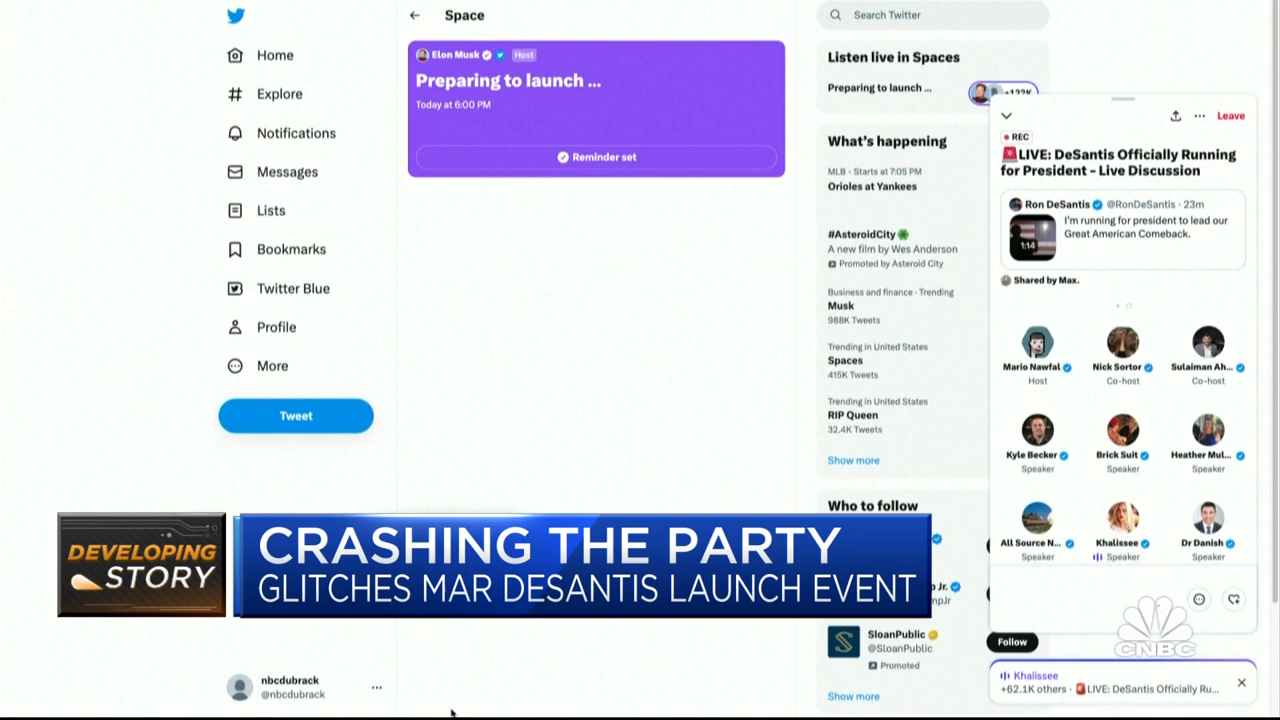 Home
Explore
Notifications
Messages
Lists
Bookmarks
Twitter Blue
Profile
More
Tweet
nbcdubrack
@nbcdubrack
Space
Elon Musk Host
Preparing to launch ...
Today at 6:00 PM
Reminder set
Search Twitter
Listen live in Spaces
Preparing to launch ...
What's happening
MLB · Starts at 7:05 PM
Orioles at Yankees
#AsteroidCity
A new film by Wes Anderson
Promoted by Asteroid City
Business and finance · Trending
Musk
988K Tweets
Trending in United States
Spaces
415K Tweets
Trending in United States
RIP Queen
32.4K Tweets
Show more
Who to follow
p Jr.
mpJr
SloanPublic
@SloanPublic
Promoted
Follow
Show more
Leave
REC
LIVE: DeSantis Officially Running
for President - Live Discussion
Ron DeSantis @RonDeSantis · 23m
I'm running for president to lead our
Great American Comeback.
1:14
Shared by Max.
Mario Nawfal
Host
Nick Sortor
Co-host
Sulaiman Ah...
Co-host
Kyle Becker
Speaker
Brick Suit
Speaker
Heather Mul...
Speaker
All Source N...
Speaker
Khalissee
Speaker
Dr Danish
Speaker
Khalissee
+62.1K others · LIVE: DeSantis Officially Ru...
DEVELOPING
STORY
CRASHING THE PARTY
GLITCHES MAR DESANTIS LAUNCH EVENT
CNBC